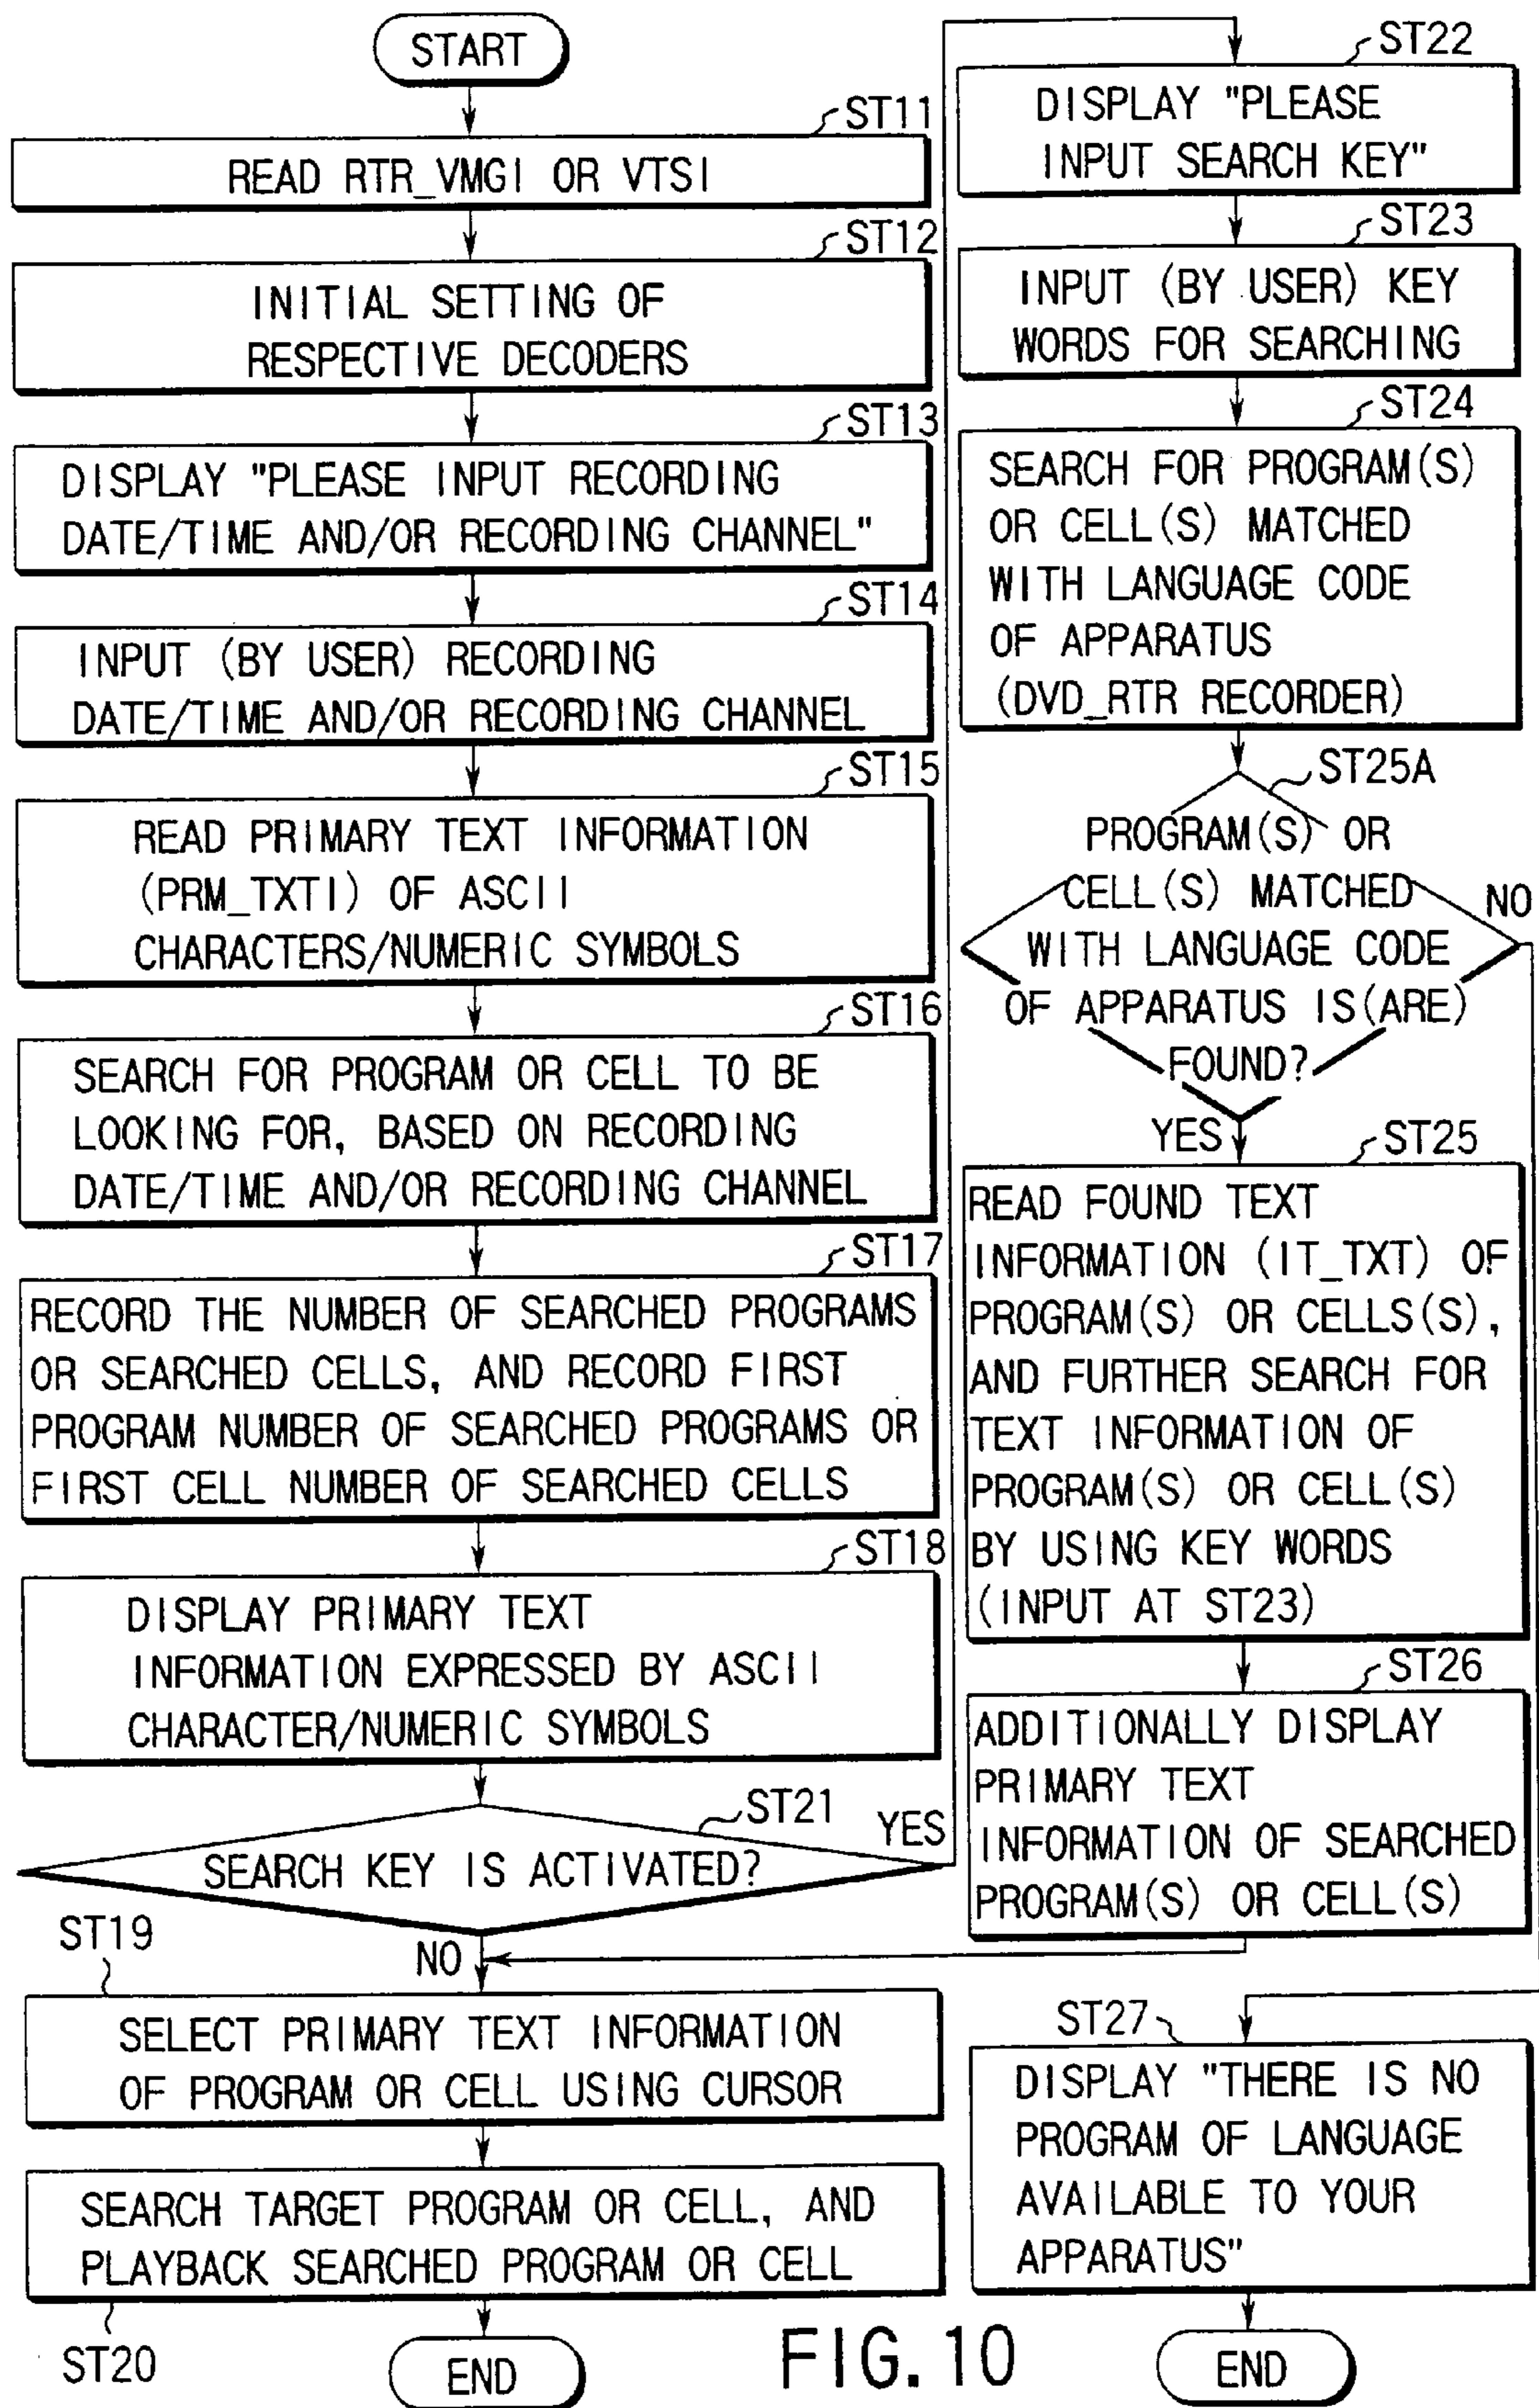 START
ST11
READ RTR_VMGI OR VTSI
ST12
INITIAL SETTING OF
RESPECTIVE DECODERS
ST13
DISPLAY "PLEASE INPUT RECORDING
DATE/TIME AND/OR RECORDING CHANNEL"
ST14
INPUT (BY USER) RECORDING
DATE/TIME AND/OR RECORDING CHANNEL
ST15
READ PRIMARY TEXT INFORMATION
(PRM_TXTI) OF ASCII
CHARACTERS/NUMERIC SYMBOLS
ST16
SEARCH FOR PROGRAM OR CELL TO BE
LOOKING FOR, BASED ON RECORDING
DATE/TIME AND/OR RECORDING CHANNEL
ST17
RECORD THE NUMBER OF SEARCHED PROGRAMS
OR SEARCHED CELLS, AND RECORD FIRST
PROGRAM NUMBER OF SEARCHED PROGRAMS OR
FIRST CELL NUMBER OF SEARCHED CELLS
ST18
DISPLAY PRIMARY TEXT
INFORMATION EXPRESSED BY ASCII
CHARACTER/NUMERIC SYMBOLS
ST21
YES
SEARCH KEY IS ACTIVATED?
NO
ST19
SELECT PRIMARY TEXT INFORMATION
OF PROGRAM OR CELL USING CURSOR
SEARCH TARGET PROGRAM OR CELL, AND
PLAYBACK SEARCHED PROGRAM OR CELL
ST20
END
ST22
DISPLAY "PLEASE
INPUT SEARCH KEY"
ST23
INPUT (BY USER) KEY
WORDS FOR SEARCHING
ST24
SEARCH FOR PROGRAM(S)
OR CELL(S) MATCHED
WITH LANGUAGE CODE
OF APPARATUS
(DVD_RTR RECORDER)
ST25A
PROGRAM(S) OR
CELL(S) MATCHED
WITH LANGUAGE CODE
OF APPARATUS IS(ARE)
FOUND?
NO
YES
ST25
READ FOUND TEXT
INFORMATION (IT_TXT) OF
PROGRAM(S) OR CELLS(S),
AND FURTHER SEARCH FOR
TEXT INFORMATION OF
PROGRAM(S) OR CELL(S)
BY USING KEY WORDS
(INPUT AT ST23)
ST26
ADDITIONALLY DISPLAY
PRIMARY TEXT
INFORMATION OF SEARCHED
PROGRAM(S) OR CELL(S)
ST27
DISPLAY "THERE IS NO
PROGRAM OF LANGUAGE
AVAILABLE TO YOUR
APPARATUS"
END
FIG.10